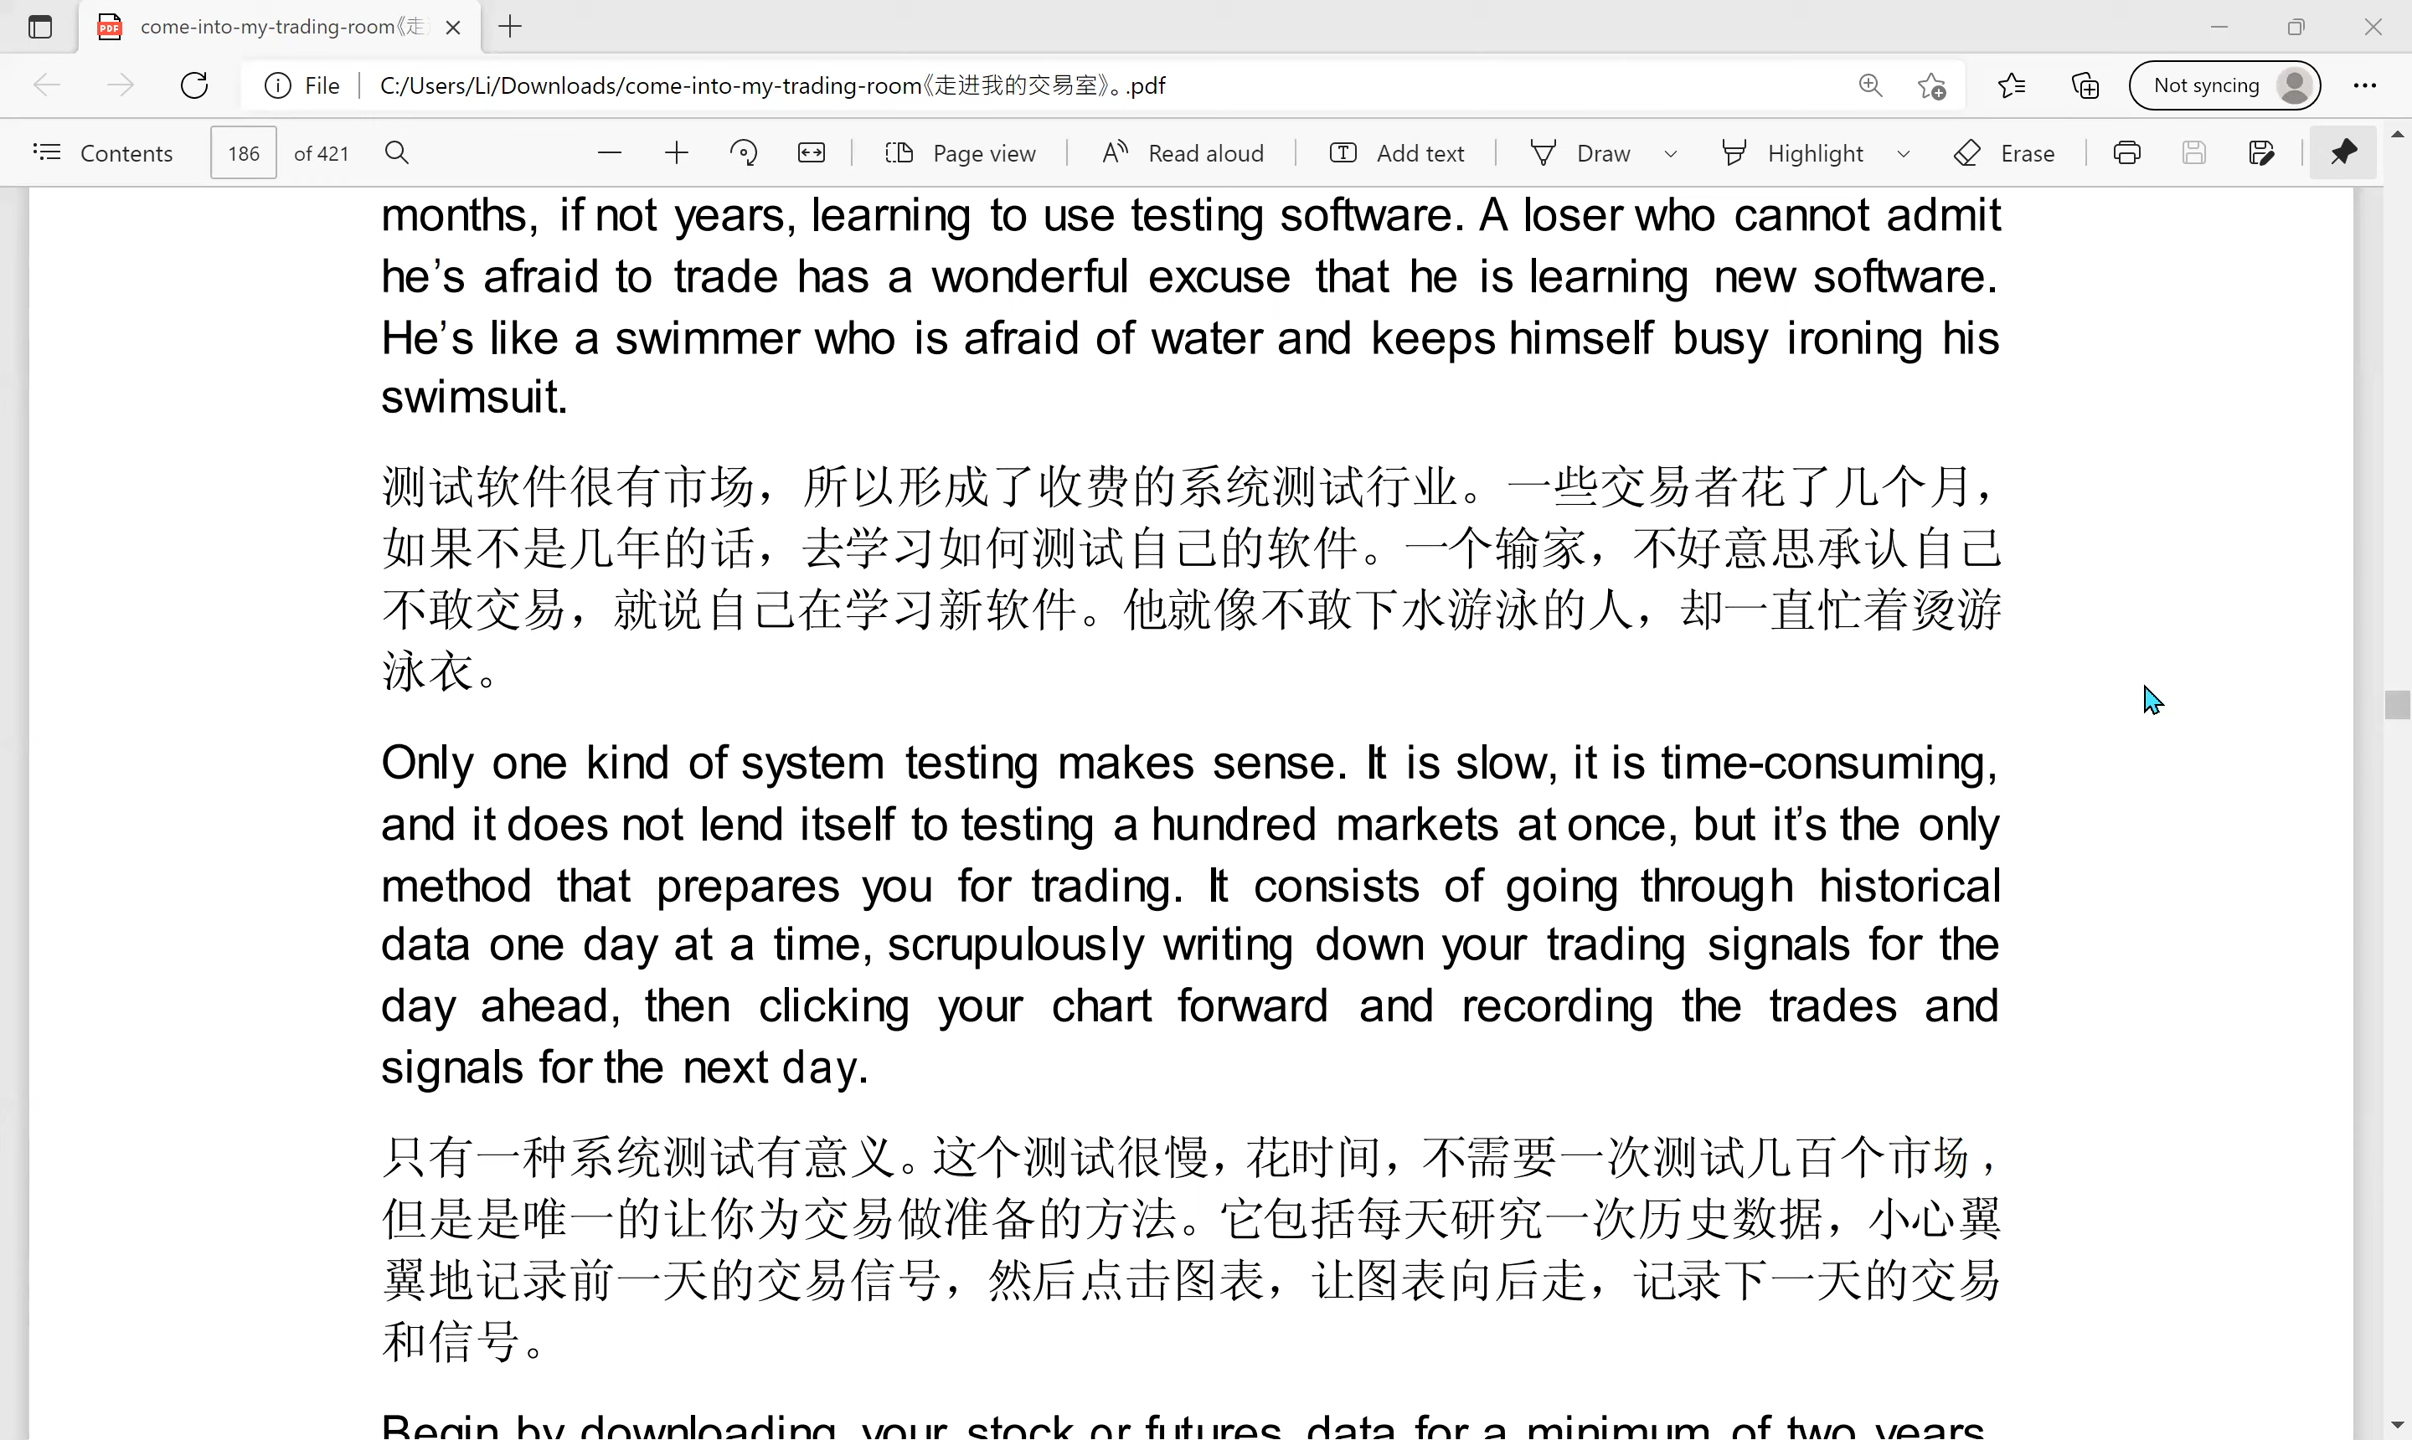 come-into-my-trading-room《走
File
C:/Users/Li/Downloads/come-into-my-trading-room《走进我的交易室》。.pdf
Not syncing
Contents
186
of 421
Page view
Read aloud
Add text
Draw
Highlight
Erase
months, if not years, learning to use testing software. A loser who cannot admit
he's afraid to trade has a wonderful excuse that he is learning new software.
He's like a swimmer who is afraid of water and keeps himself busy ironing his
swimsuit.
测试软件很有市场，所以形成了收费的系统测试行业。一些交易者花了几个月，
如果不是几年的话，去学习如何测试自己的软件。一个输家，不好意思承认自己
不敢交易，就说自己在学习新软件。他就像不敢下水游泳的人，却一直忙着烫游
泳衣。
Only one kind of system testing makes sense. It is slow, it is time-consuming,
and it does not lend itself to testing a hundred markets at once, but it's the only
method that prepares you for trading. It consists of going through historical
data one day at a time, scrupulously writing down your trading signals for the
day ahead, then clicking your chart forward and recording the trades and
signals for the next day.
只有一种系统测试有意义。这个测试很慢，花时间，不需要一次测试几百个市场，
但是是唯一的让你为交易做准备的方法。它包括每天研究一次历史数据，小心翼
翼地记录前一天的交易信号，然后点击图表，让图表向后走，记录下一天的交易
和信号。
Begin by downloading your stock or futures data for a minimum of two years.